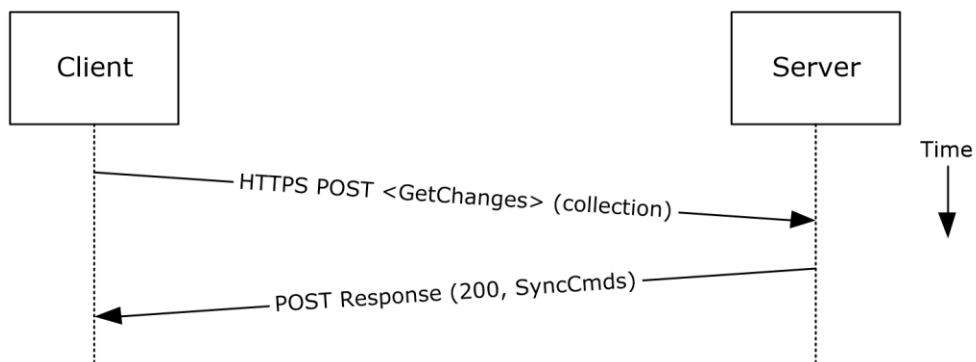 Client
Server
Time
HTTPS POST <GetChanges> (collection)
POST Response (200, SyncCmds)